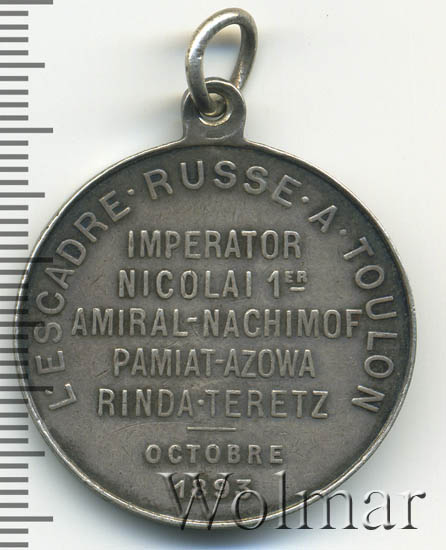 L'ESCADRE·RUSSE·A·TOULON
IMPERATOR
NICOLAI 1ER
AMIRAL-NACHIMOF
PAMIAT-AZOWA
RINDA·TERETZ
OCTOBRE
1893
Wolmar